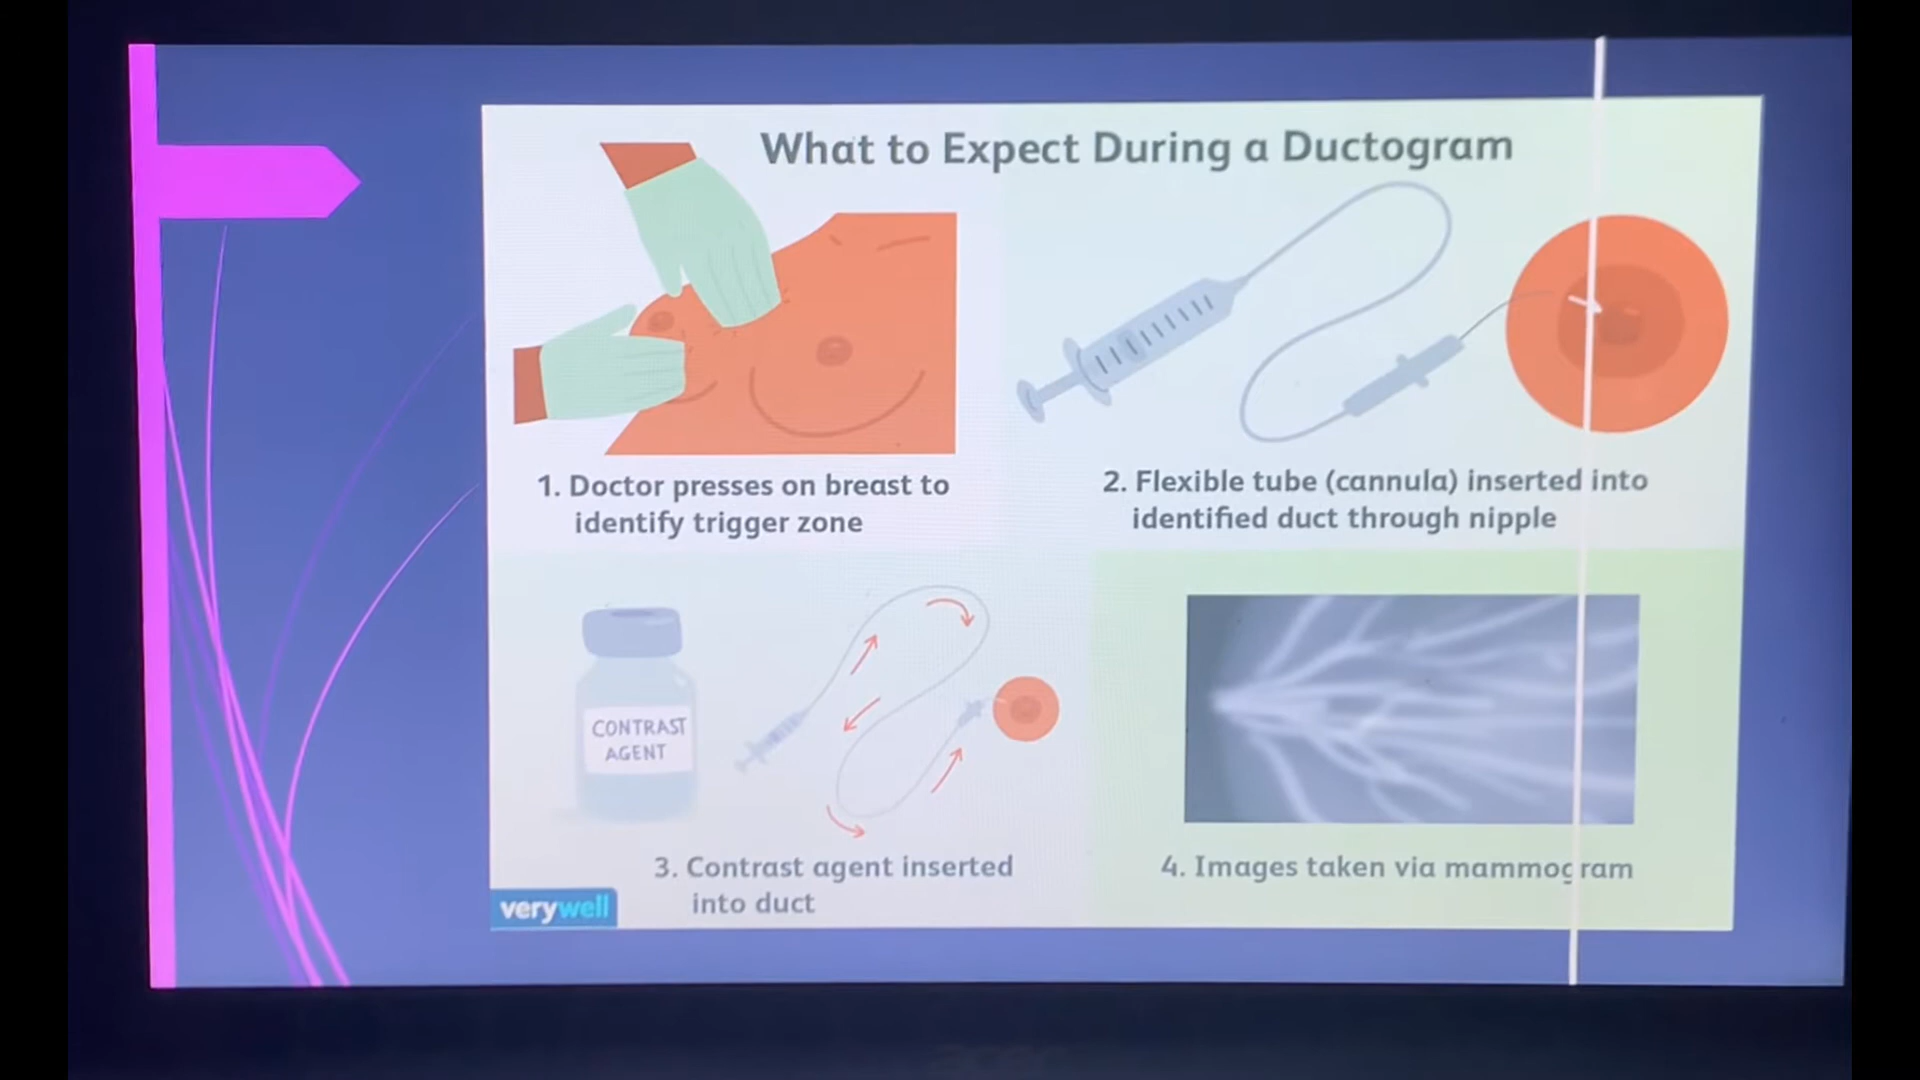 What to Expect During a Ductogram
1. Doctor presses on breast to
identify trigger zone
2. Flexible tube (cannula) inserted into
identified duct through nipple
CONTRAST
AGENT
3. Contrast agent inserted
into duct
4. Images taken via mammogram
verywell